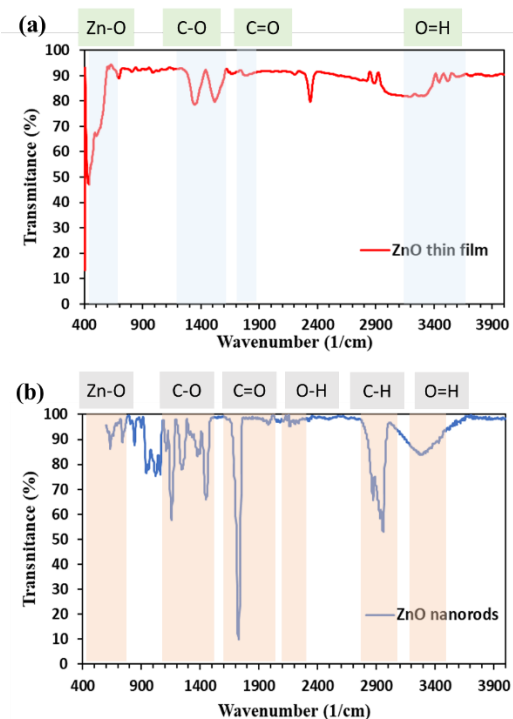 (a)
Zn-O C-O C=O O=H
100
90
80
70
60
50
40
30
20
10
0
Transmitance (%)
ZnO thin film
400 900 1400 1900 2400 2900 3400 3900
Wavenumber (1/cm)
(b)
Zn-O C-O C=O O-H C-H O=H
100
90
80
70
60
50
40
30
20
10
0
Transnitance (%)
ZnO nanorods
400 900 1400 1900 2400 2900 3400 3900
Wavenumber (1/cm)